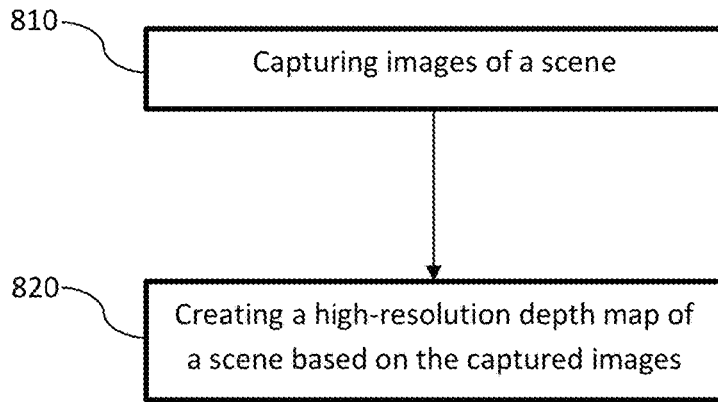 810
Capturing images of a scene
820
Creating a high-resolution depth map of
a scene based on the captured images